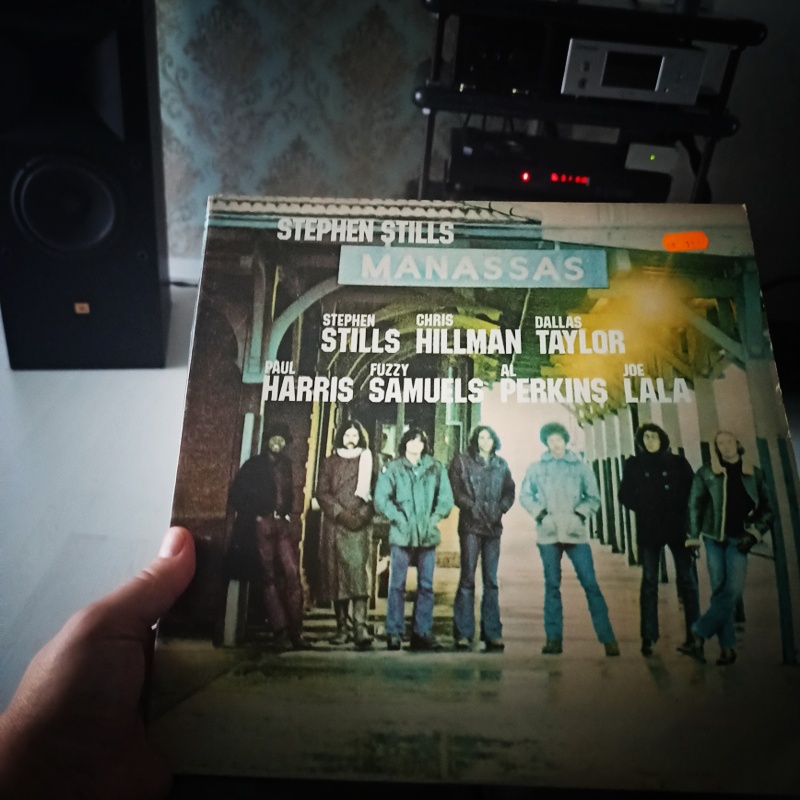 STEPHEN STILLS
MANASSAS
STEPHEN STILLS CHRIS HILLMAN DALLAS TAYLOR
PAUL HARRIS FUZZY SAMUELS AL PERKINS JOE LALA